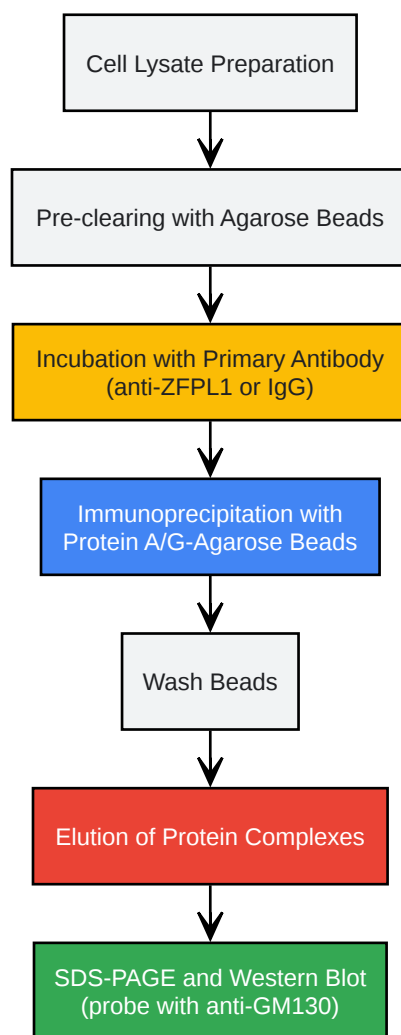 Cell Lysate Preparation
Pre-clearing with Agarose Beads
Incubation with Primary Antibody
(anti-ZFPL1 or IgG)
Immunoprecipitation with
Protein A/G-Agarose Beads
Wash Beads
Elution of Protein Complexes
SDS-PAGE and Western Blot
(probe with anti-GM130)